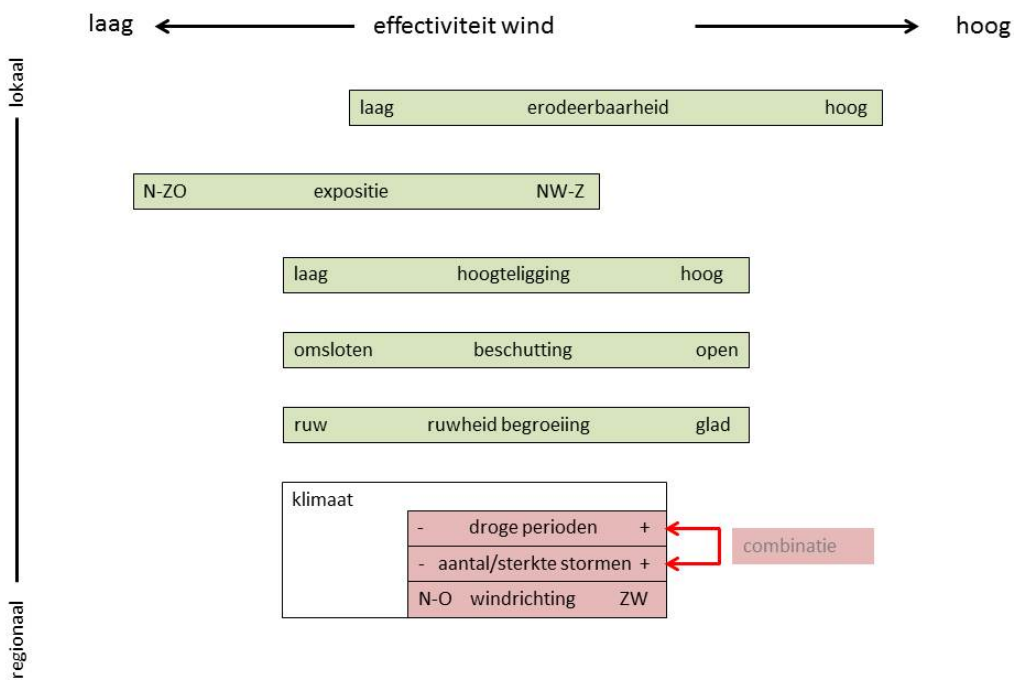 laag effectiviteit wind hoog
lokaal
laag erodeerbaarheid hoog
N-ZO expositie NW-Z
laag hoogteligging hoog
omsloten beschutting open
ruw ruwheid begroeiing glad
klimaat
- droge perioden +
combinatie
- aantal/sterkte stormen +
N-O windrichting ZW
regionaal